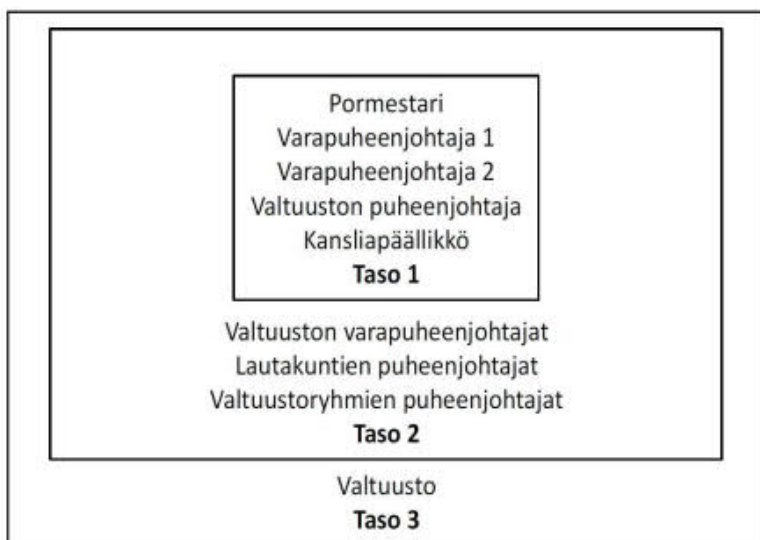 Pormestari
Varapuheenjohtaja 1
Varapuheenjohtaja 2
Valtuuston puheenjohtaja
Kansliapäällikkö
Taso 1
Valtuuston varapuheenjohtajat
Lautakuntien puheenjohtajat
Valtuustoryhmien puheenjohtajat
Taso 2
Valtuusto
Taso 3